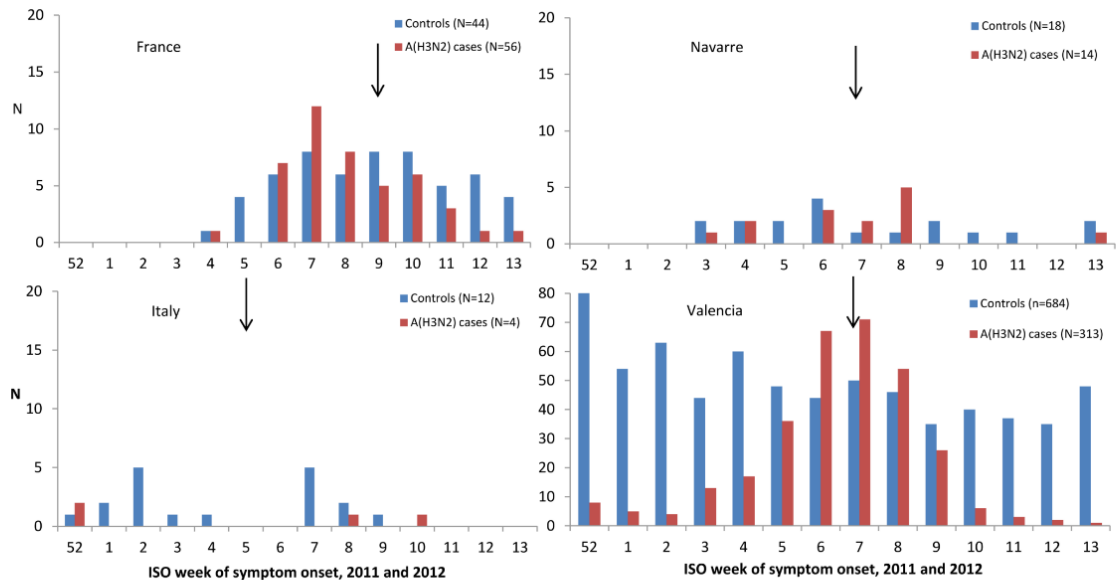 20
15
10
5
0
N
France
Controls (N=44)
A(H3N2) cases (N=56)
52 1 2 3 4 5 6 7 8 9 10 11 12 13
20
15
10
5
0
Navarre
Controls (N=18)
A(H3N2) cases (N=14)
52 1 2 3 4 5 6 7 8 9 10 11 12 13
20
15
10
5
0
N
Italy
Controls (N=12)
A(H3N2) cases (N=4)
52 1 2 3 4 5 6 7 8 9 10 11 12 13
ISO week of symptom onset, 2011 and 2012
80
70
60
50
40
30
20
10
0
Valencia
Controls (n=684)
A(H3N2) cases (N=313)
52 1 2 3 4 5 6 7 8 9 10 11 12 13
ISO week of symptom onset, 2011 and 2012